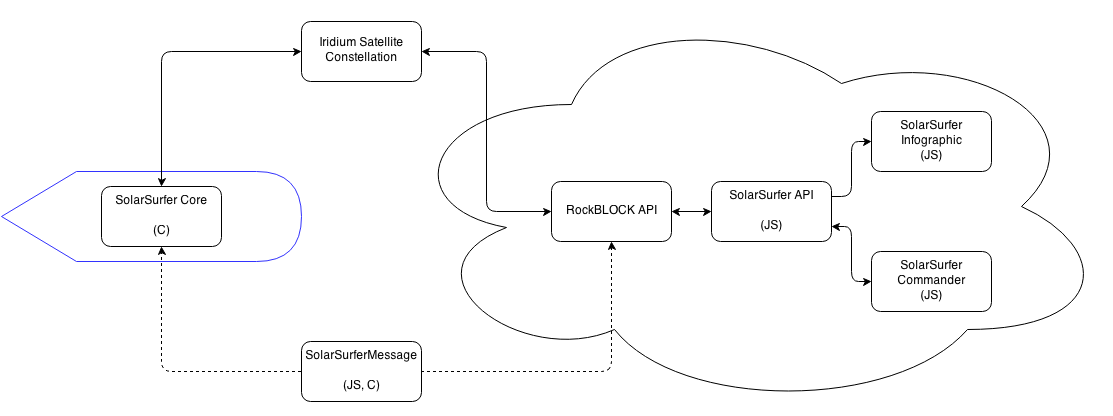 Iridium Satellite
Constellation
SolarSurfer
Infographic
(JS)
SolarSurfer Core
(C)
RockBLOCK API
SolarSurfer API
(JS)
SolarSurfer
Commander
(JS)
SolarSurferMessage
(JS, C)